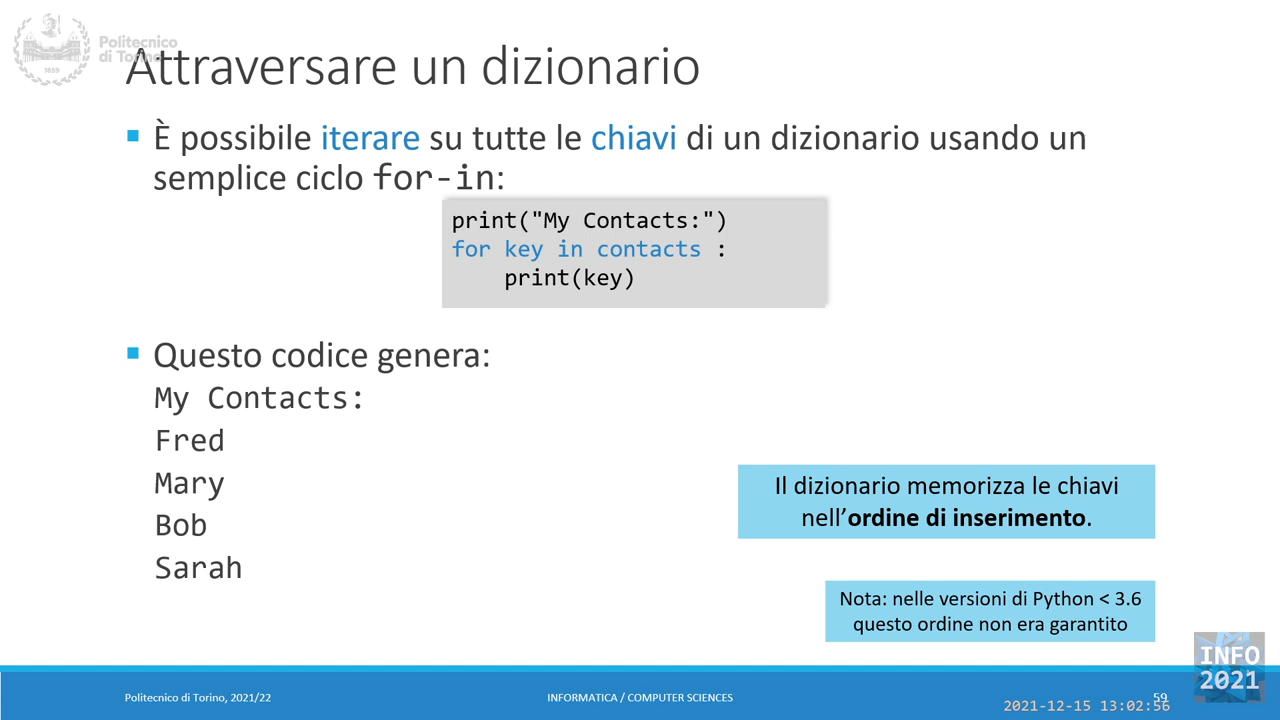 Politecnico
di Torino
1859
Attraversare un dizionario
▪ È possibile iterare su tutte le chiavi di un dizionario usando un
semplice ciclo for-in:
print("My Contacts:")
for key in contacts :
    print(key)
▪ Questo codice genera:
My Contacts:
Fred
Mary
Bob
Sarah
Il dizionario memorizza le chiavi
nell’ordine di inserimento.
Nota: nelle versioni di Python < 3.6
questo ordine non era garantito
INFO
2021
Politecnico di Torino, 2021/22
INFORMATICA / COMPUTER SCIENCES
59
2021-12-15 13:02:56